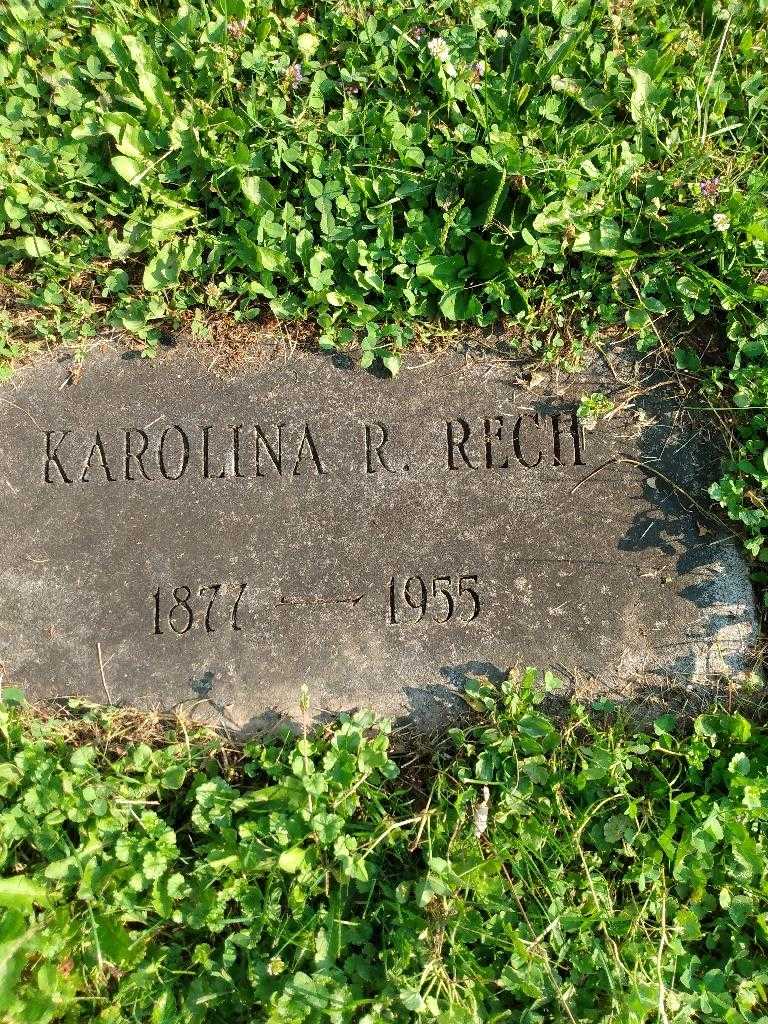 KAROLINA R. RECH
1877 — 1955